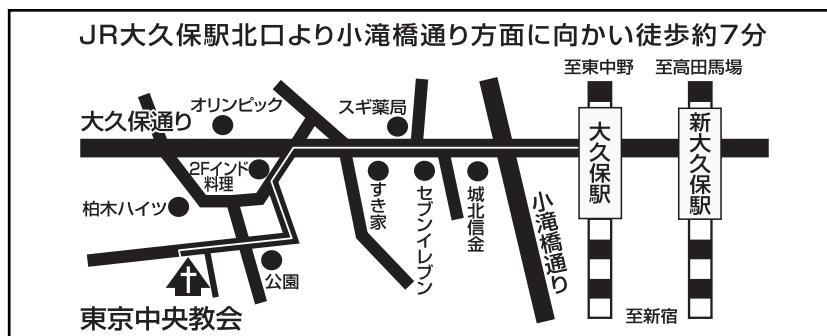 JR大久保駅北口より小滝橋通り方面に向かい徒歩約7分
至東中野
至高田馬場
大久保通り
オリンピック
スギ薬局
大久保駅
新大久保駅
2Fインド
料理
柏木ハイツ
すき家
セブンイレブン
城北信金
小滝橋通り
公園
至新宿
東京中央教会